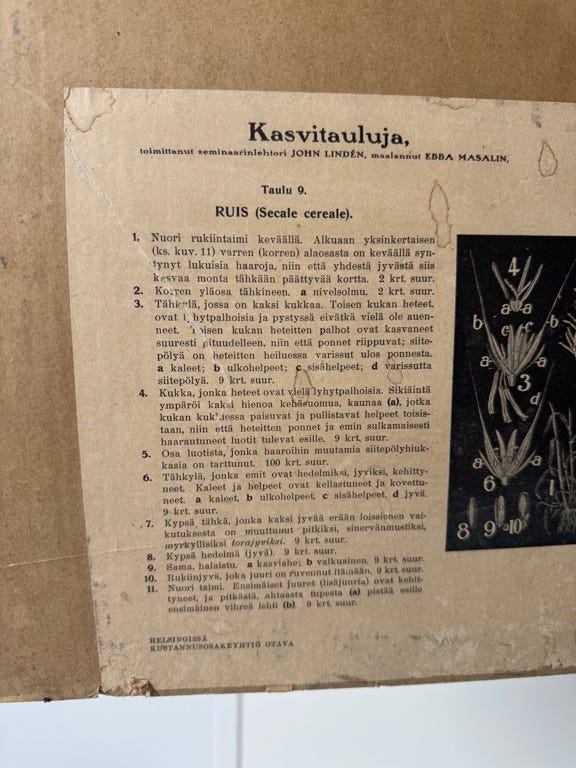 Kasvitauluja,
toimittanut seminaarinlehtori JOHN LINDÉN, maalannut EBBA MASALIN.
Taulu 9.
RUIS (Secale cereale).
1. Nuori rukiintaimi keväällä. Alkuaan yksinkertaisen
(ks. kuv. 11) varren (korren) alaosasta on keväällä syn-
tynyt lukuisia haaroja, niin että yhdestä jyvästä siis
kasvaa monta tähkään päättyvää kortta. 2 krt. suur.
2. Korren yläosa tähkineen. a nivelsolmu. 2 krt. suur.
3. Tähkylä, jossa on kaksi kukkaa. Toisen kukan heteet
ovat lyhytpalhoisia ja pystyssä eivätkä vielä ole auen-
neet. Toisen kukan heteitten palhot ovat kasvaneet
suuresti pituudelleen, niin että ponnet riippuvat; siite-
pölyä on heteitten heiluessa varissut ulos ponnesta.
a kaleet; b ulkohelpeet; c sisähelpeet; d varissutta
siitepölyä. 9 krt. suur.
4. Kukka, jonka heteet ovat vielä lyhytpalhoisia. Sikiäintä
ympäröi kaksi hienoa kehäsuomua, kaunaa (a), jotka
kukan kukkiessa paisuvat ja pullistavat helpeet toisis-
taan, niin että heteitten ponnet ja emin sulkamaisesti
haarautuneet luotit tulevat esille. 9 krt. suur.
5. Osa luotista, jonka haaroihin muutamia siitepölyhiuk-
kasia on tarttunut. 100 krt. suur.
6. Tähkylä, jonka emit ovat hedelmiksi, jyviksi, kehitty-
neet. Kaleet ja helpeet ovat kellastuneet ja kovettu-
neet. a kaleet, b ulkohelpeet, c sisähelpeet, d jyvä.
9 krt. suur.
7. Kypsä tähkä, jonka kaksi jyvää erään loissienen vai-
kutuksesta on muuttunut pitkiksi, sinervänmustiksi,
myrkyllisiksi torajyviksi. 9 krt. suur.
8. Kypsä hedelmä (jyvä). 9 krt. suur.
9. Sama, halaistu. a kasviahe; b valkuainen. 9 krt. suur.
10. Rukiinjyvä, joka juuri on ruvennut itämään. 9 krt. suur.
11. Nuori taimi. Ensimäiset juuret (lisäjuuria) ovat kehit-
tyneet, ja pitkästä, ahtaasta tupesta (a) pistää esille
ensimäinen vihreä lehti (b). 9 krt. suur.
HELSINGISSÄ
KUSTANNUSOSAKEYHTIÖ OTAVA
4
a a
b c c b
a a
3
d
a b c b a
6
8 9 a10
1